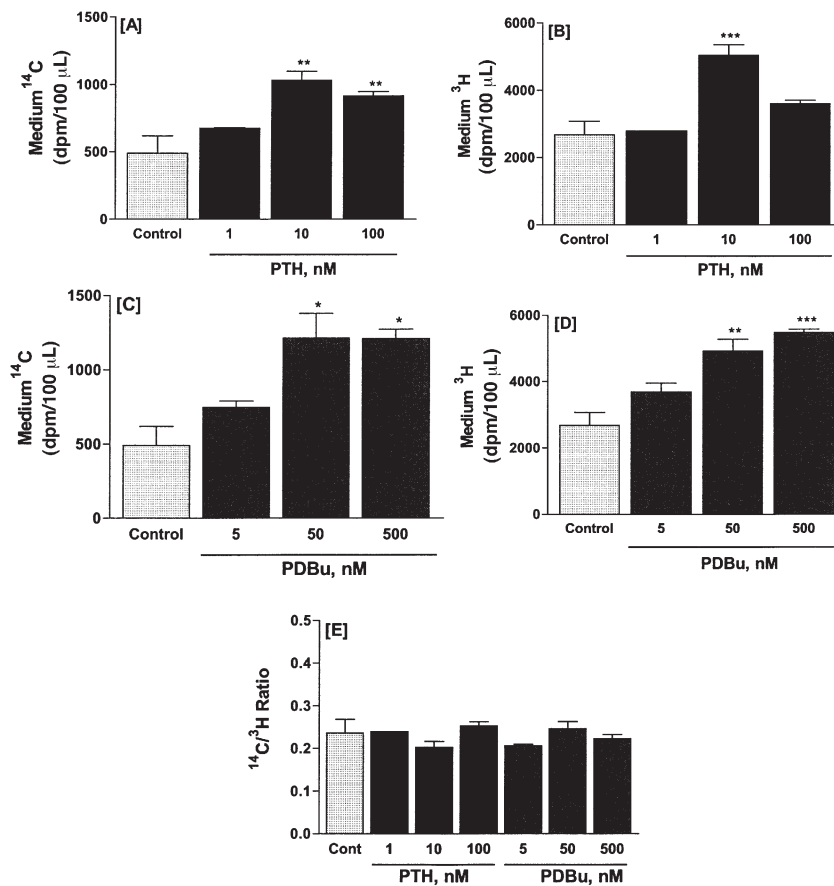 [A]
Medium ¹⁴C
(dpm/100 μL)
1500
1000
500
0
**
**
Control
1
10
100
PTH, nM
[B]
Medium ³H
(dpm/100 μL)
6000
4000
2000
0
***
Control
1
10
100
PTH, nM
[C]
Medium ¹⁴C
(dpm/100 μL)
1500
1000
500
0
*
*
Control
5
50
500
PDBu, nM
[D]
Medium ³H
(dpm/100 μL)
6000
4000
2000
0
**
***
Control
5
50
500
PDBu, nM
[E]
¹⁴C/³H Ratio
0.5
0.4
0.3
0.2
0.1
0.0
Cont
1
10
100
5
50
500
PTH, nM
PDBu, nM